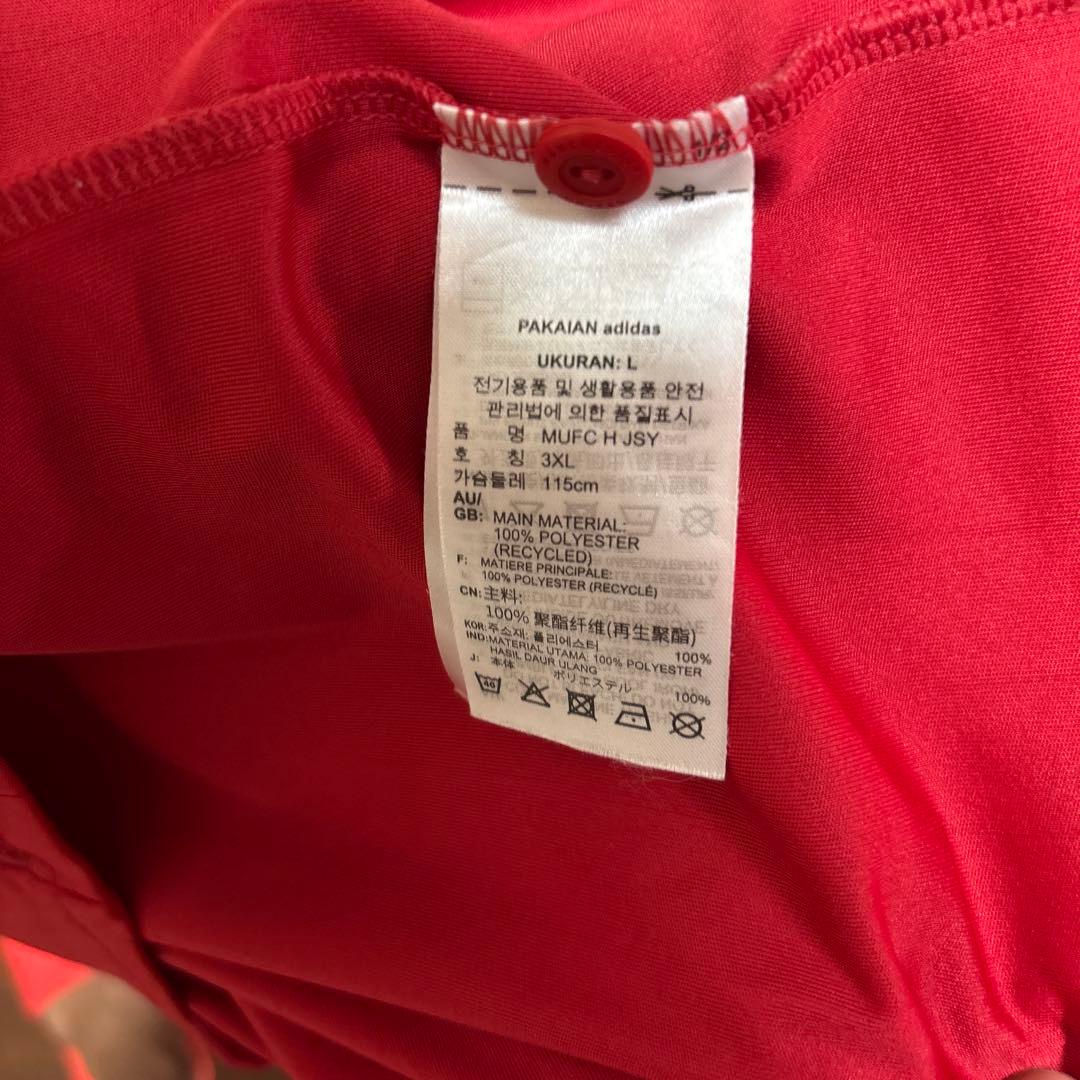 PAKAIAN adidas
UKURAN: L
전기용품 및 생활용품 안전
관리법에 의한 품질표시
품 명 MUFC H JSY
호 칭 3XL
가슴둘레 115cm
AU/
GB: MAIN MATERIAL:
100% POLYESTER
(RECYCLED)
F: MATIERE PRINCIPALE:
100% POLYESTER (RECYCLÉ)
CN: 主料:
100% 聚酯纤维(再生聚酯)
KOR: 주소재: 폴리에스터 100%
IND: MATERIAL UTAMA: 100% POLYESTER
HASIL DAUR ULANG
J: 本体
ポリエステル 100%
40